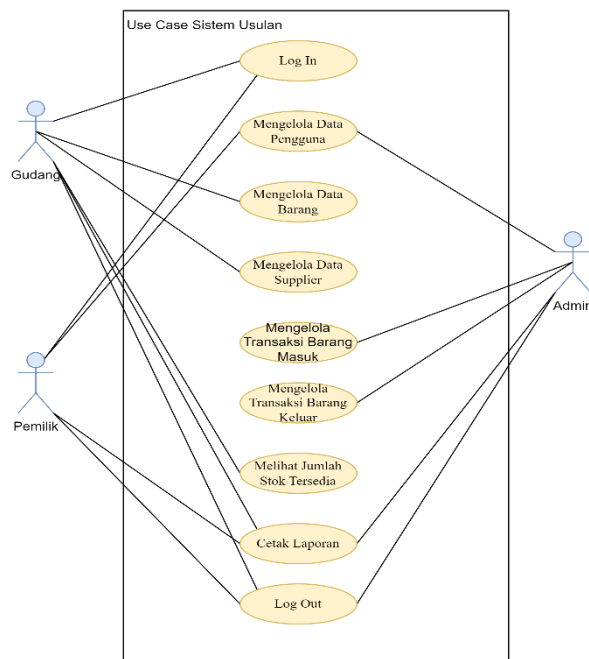 Use Case Sistem Usulan
Log In
Mengelola Data
Pengguna
Gudang
Mengelola Data
Barang
Mengelola Data
Supplier
Admin
Mengelola
Transaksi Barang
Masuk
Mengelola
Transaksi Barang
Keluar
Pemilik
Melihat Jumlah
Stok Tersedia
Cetak Laporan
Log Out